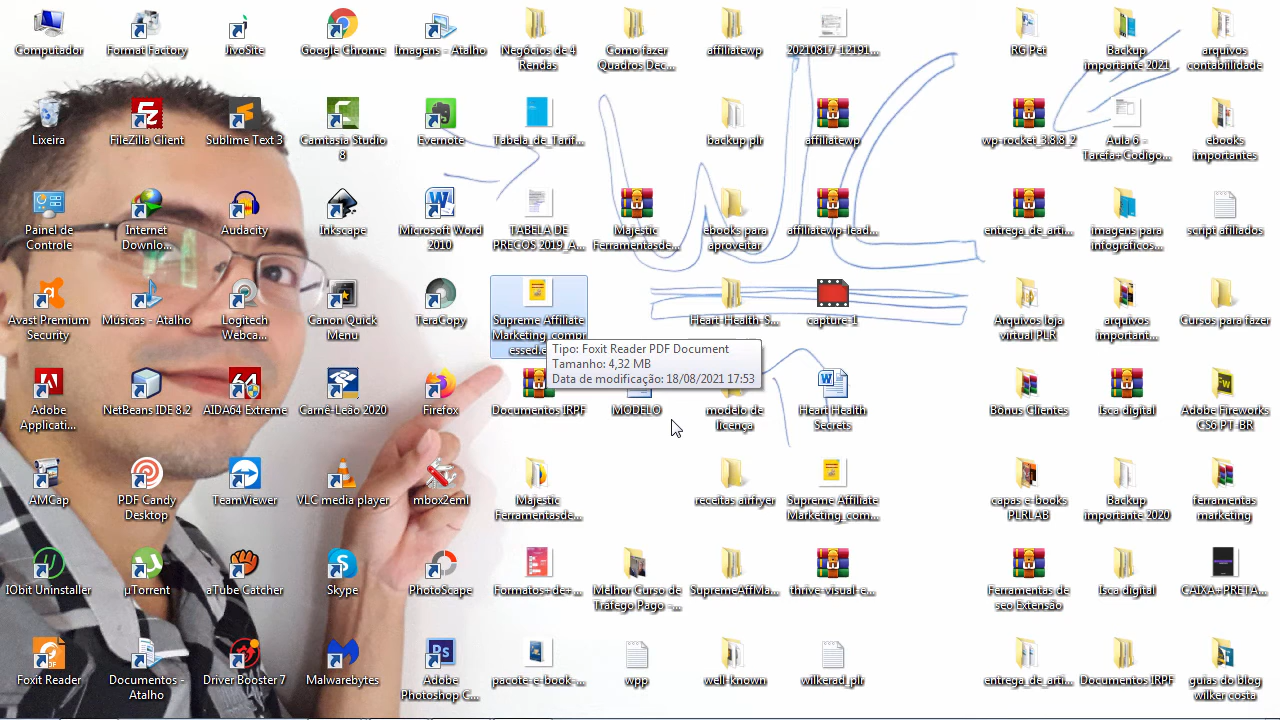 Computador
Format Factory
JivoSite
Google Chrome
Imagens - Atalho
Negócios de 4
Rendas
Como fazer
Quadros Dec...
affiliatewp
20210817-12191...
RG Pet
Backup
importante 2021
arquivos
contabilidade
Lixeira
FileZilla Client
Sublime Text 3
Camtasia Studio
8
Evernote
Tabela_de_Tarif...
backup plr
affiliatewp
wp-rocket_3.8.8_2
Aula 6 -
Tarefa+Codigo...
ebooks
importantes
Painel de
Controle
Internet
Downlo...
Audacity
Inkscape
Microsoft Word
2010
TABELA DE
PRECOS 2019_A...
Majestic
Ferramentasde...
ebooks para
aproveitar
affiliatewp-lead...
entrega_de_arti...
imagens para
infograficos...
script afiliados
Avast Premium
Security
Músicas - Atalho
Logitech
Webca...
Canon Quick
Menu
TeraCopy
Supreme Affiliate
Marketing_compr
essed.e
Heart-Health-S...
capture-1
Arquivos loja
virtual PLR
arquivos
important...
Cursos para fazer
Tipo: Foxit Reader PDF Document
Tamanho: 4,32 MB
Data de modificação: 18/08/2021 17:53
Adobe
Applicati...
NetBeans IDE 8.2
AIDA64 Extreme
Carnê-Leão 2020
Firefox
Documentos IRPF
MODELO
modelo de
licença
Heart Health
Secrets
Bônus Clientes
Isca digital
Adobe Fireworks
CS6 PT-BR
AMCap
PDF Candy
Desktop
TeamViewer
VLC media player
mbox2eml
Majestic
Ferramentasde...
receitas airfryer
Supreme Affiliate
Marketing_com...
capas e-books
PLRLAB
Backup
importante 2020
ferramentas
marketing
IObit Uninstaller
µTorrent
aTube Catcher
Skype
PhotoScape
Formatos+de+...
Melhor Curso de
Tráfego Pago -...
SupremeAffMa...
thrive-visual-e...
Ferramentas de
seo Extensão
Isca digital
CAIXA+PRETA...
Foxit Reader
Documentos -
Atalho
Driver Booster 7
Malwarebytes
Adobe
Photoshop C...
pacote-e-book-...
wpp
well-known
wilkerad_plr
entrega_de_arti...
Documentos IRPF
guias do blog
wilker costa